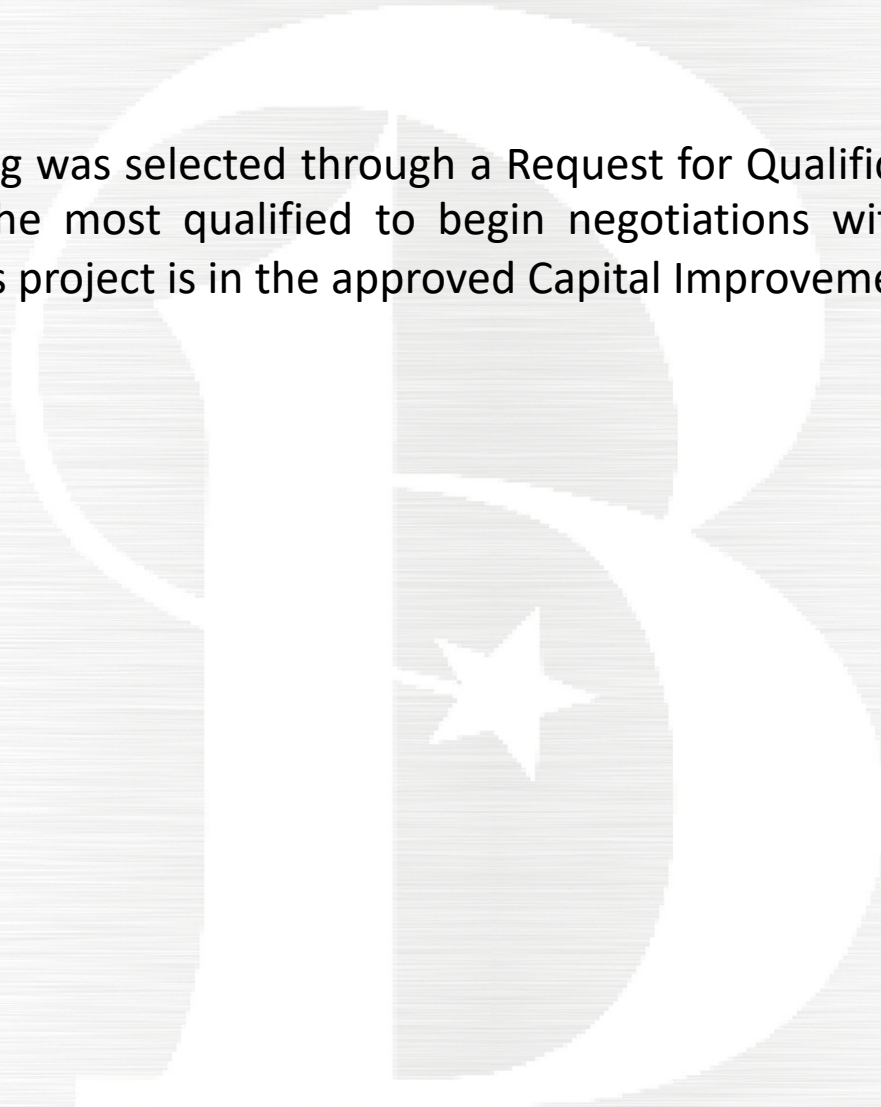 g was selected through a Request for Qualific
he most qualified to begin negotiations wit
s project is in the approved Capital Improveme